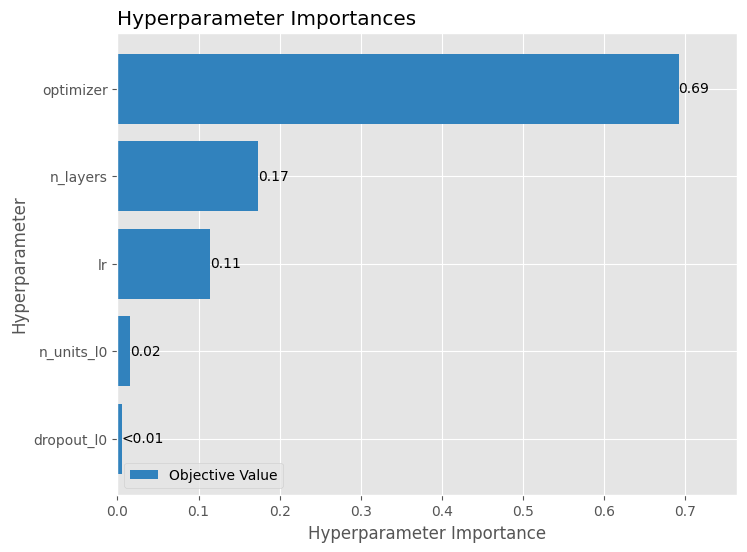 Hyperparameter Importances
optimizer
0.69
n_layers
0.17
lr
0.11
n_units_l0
0.02
dropout_l0
<0.01
Objective Value
0.0 0.1 0.2 0.3 0.4 0.5 0.6 0.7
Hyperparameter Importance
Hyperparameter